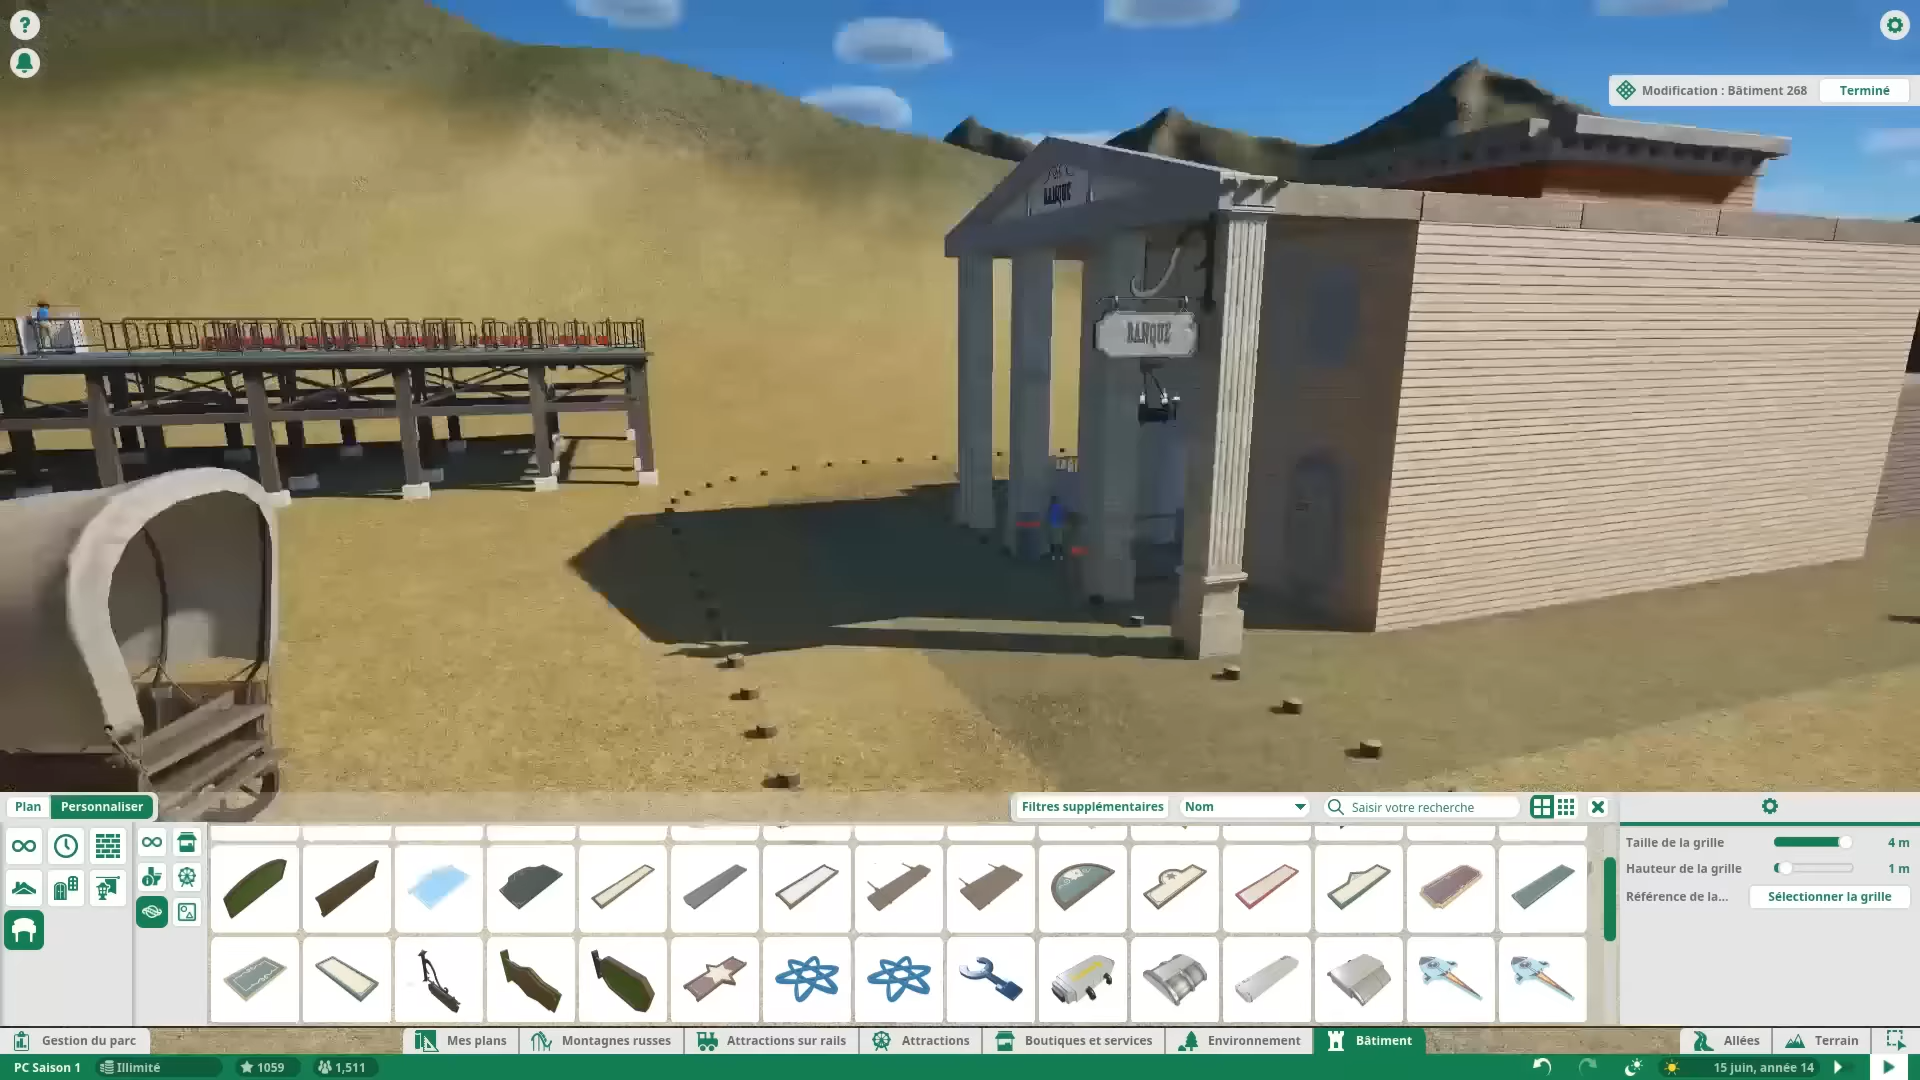 ?
Modification : Bâtiment 268
Terminé
BANQUE
BANQUE
Plan
Personnaliser
Filtres supplémentaires
Nom
Saisir votre recherche
Taille de la grille
4 m
Hauteur de la grille
1 m
Référence de la...
Sélectionner la grille
Gestion du parc
Mes plans
Montagnes russes
Attractions sur rails
Attractions
Boutiques et services
Environnement
Bâtiment
Allées
Terrain
PC Saison 1
Illimité
1059
1,511
15 juin, année 14